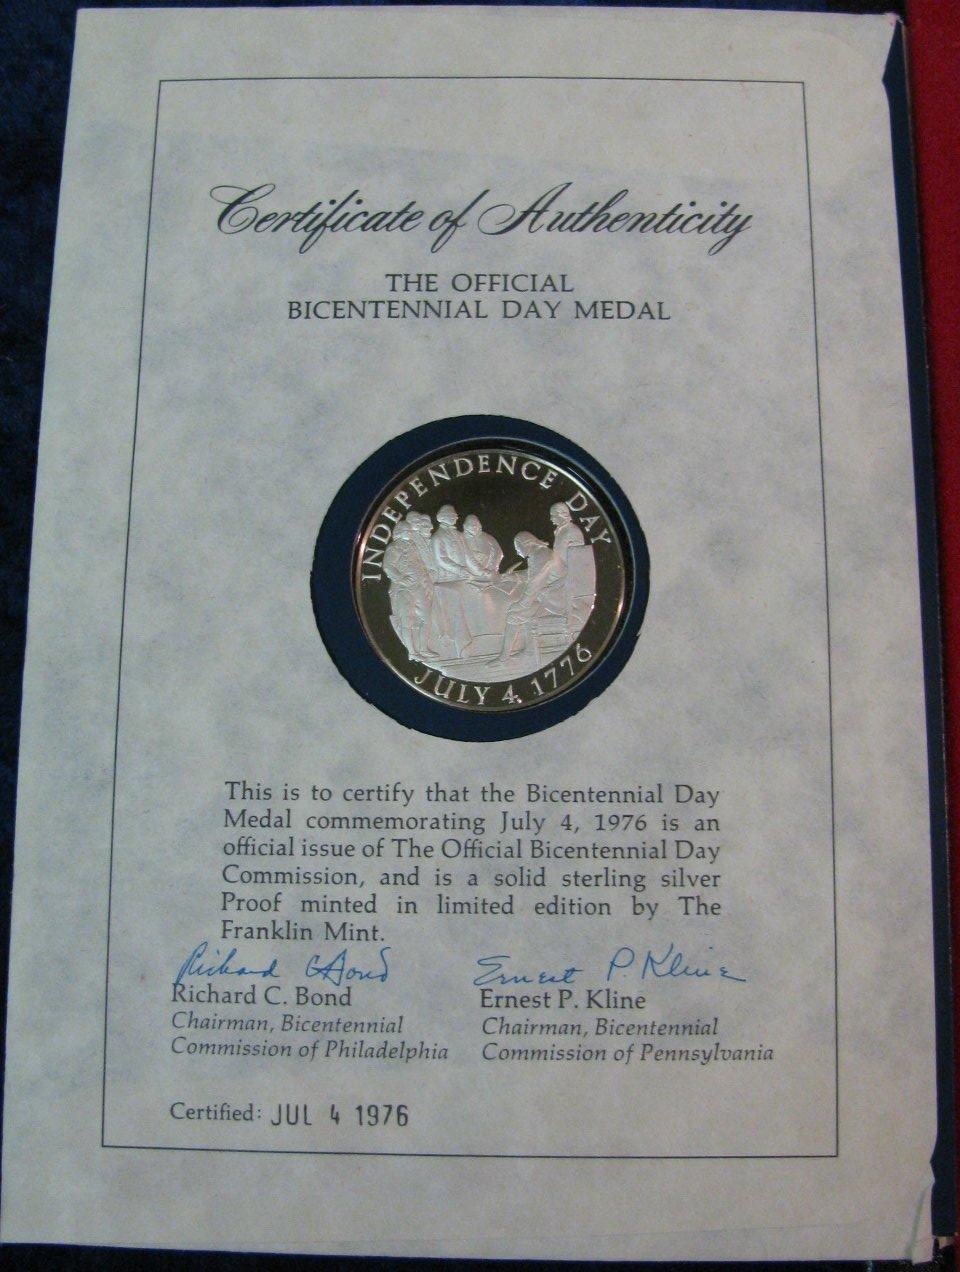 Certificate of Authenticity
THE OFFICIAL
BICENTENNIAL DAY MEDAL
INDEPENDENCE DAY
JULY 4, 1776
This is to certify that the Bicentennial Day
Medal commemorating July 4, 1976 is an
official issue of The Official Bicentennial Day
Commission, and is a solid sterling silver
Proof minted in limited edition by The
Franklin Mint.
Richard C Bond Ernest P. Kline
Richard C. Bond Ernest P. Kline
Chairman, Bicentennial Chairman, Bicentennial
Commission of Philadelphia Commission of Pennsylvania
Certified: JUL 4 1976